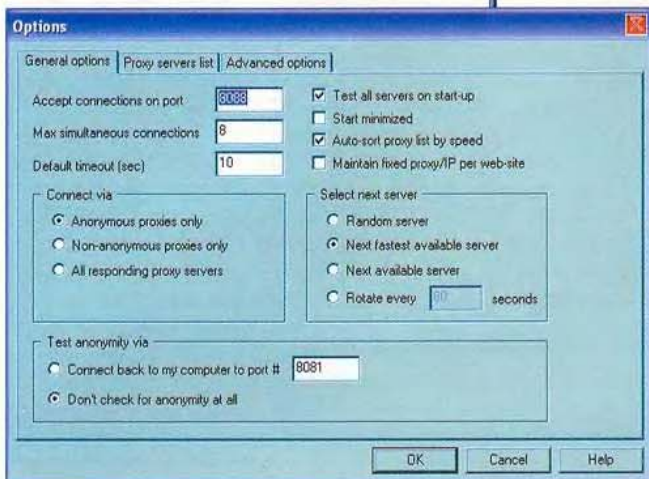 Options
General options
Proxy servers list
Advanced options
Accept connections on port 8088
Max simultaneous connections 8
Default timeout (sec) 10
Test all servers on start-up
Start minimized
Auto-sort proxy list by speed
Maintain fixed proxy/IP per web-site
Connect via
Anonymous proxies only
Non-anonymous proxies only
All responding proxy servers
Select next server
Random server
Next fastest available server
Next available server
Rotate every 60 seconds
Test anonymity via
Connect back to my computer to port # 8081
Don't check for anonymity at all
OK
Cancel
Help